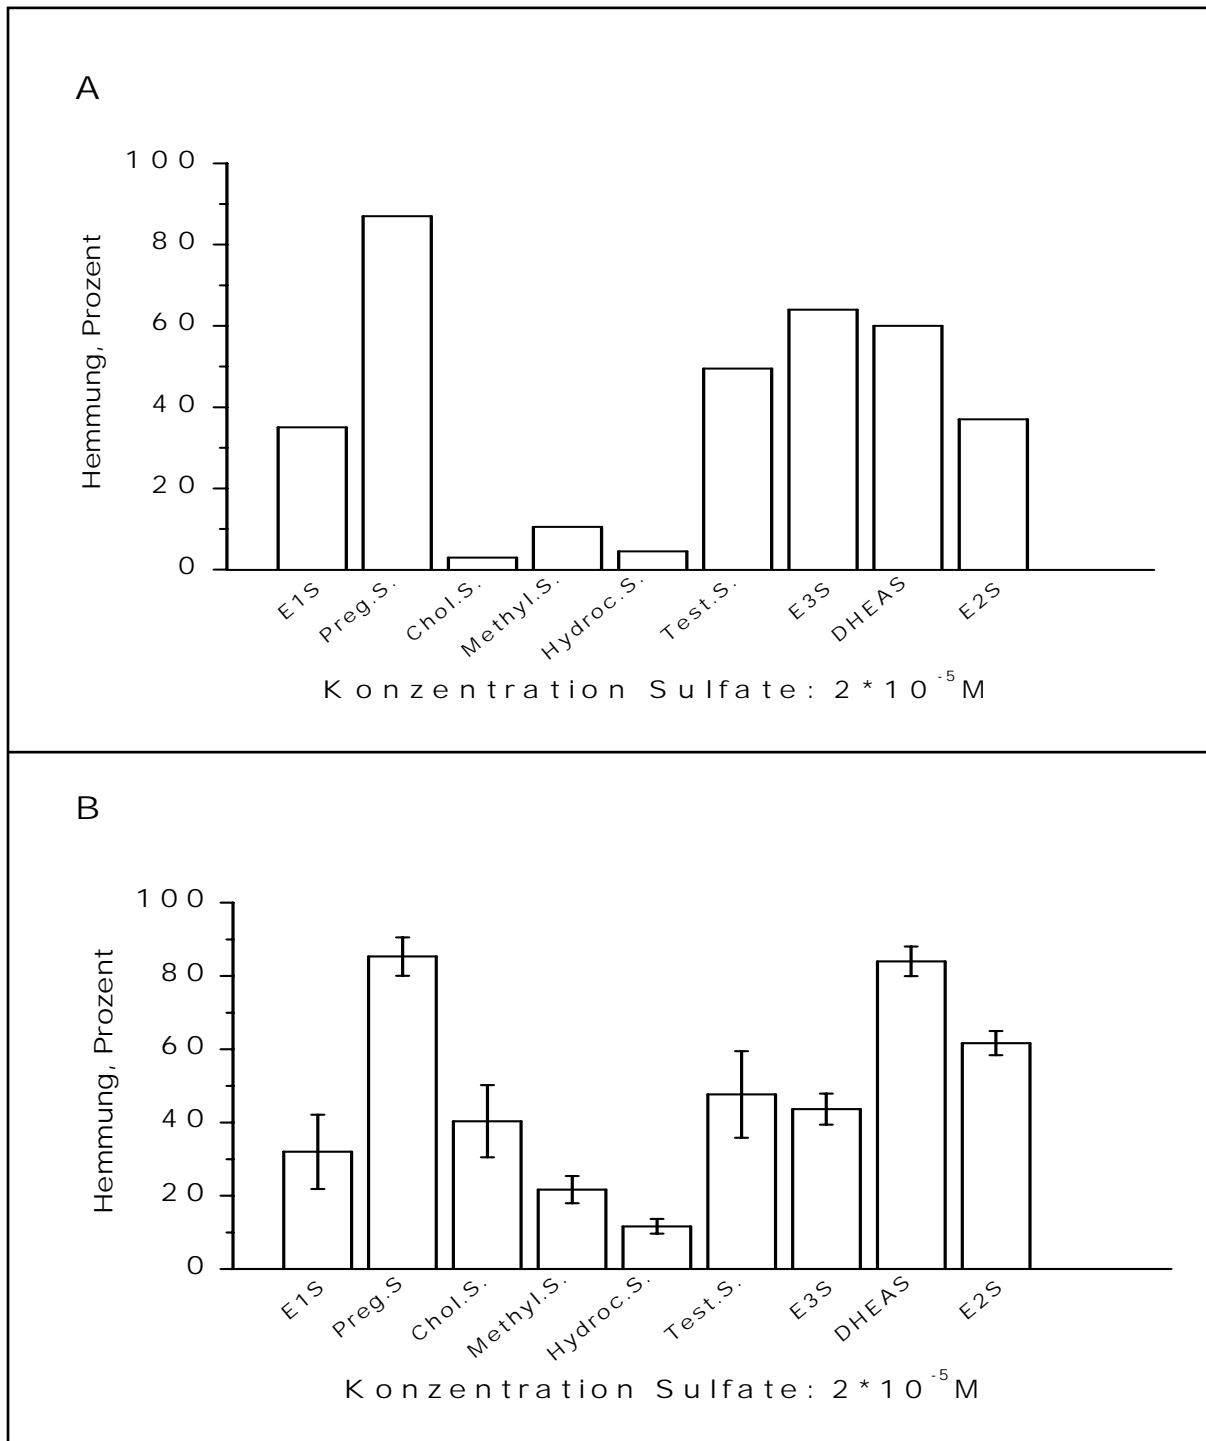 A
100
80
60
40
20
0
Hemmung, Prozent
E1S
Preg.S.
Chol.S.
Methyl.S.
Hydroc.S.
Test.S.
E3S
DHEAS
E2S
Konzentration Sulfate: 2*10⁻⁵M
B
100
80
60
40
20
0
Hemmung, Prozent
E1S
Preg.S
Chol.S.
Methyl.S.
Hydroc.S.
Test.S.
E3S
DHEAS
E2S
Konzentration Sulfate: 2*10⁻⁵M